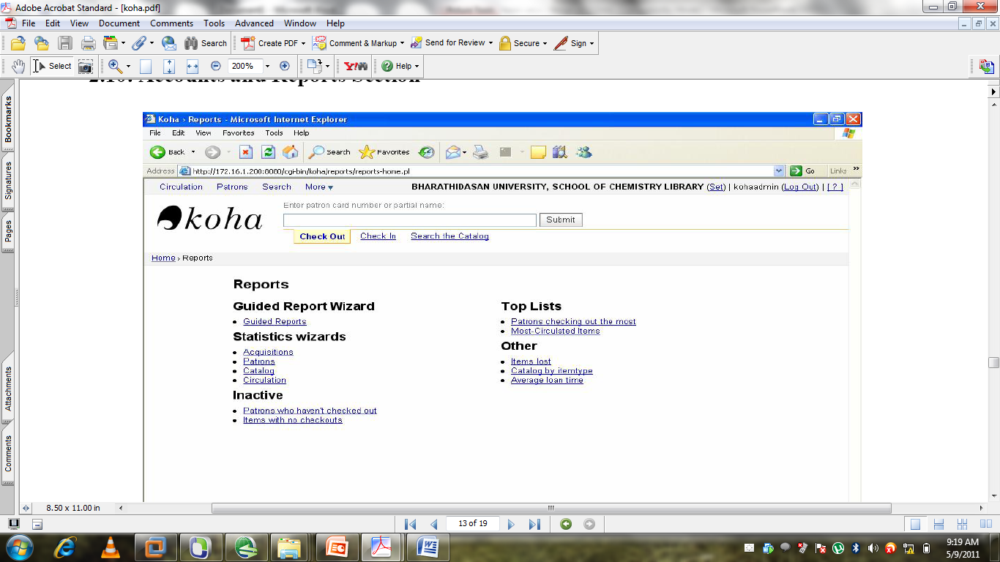 Adobe Acrobat Standard - [koha.pdf]
File Edit View Document Comments Tools Advanced Window Help
Search Create PDF Comment & Markup Send for Review Secure Sign
Select 200% Y! Help
Bookmarks
Signatures
Pages
Attachments
Comments
2.10. Accounts and Reports Section
Koha › Reports - Microsoft Internet Explorer
File Edit View Favorites Tools Help
Back Search Favorites
Address http://172.16.1.200:8080/cgi-bin/koha/reports/reports-home.pl Go Links »
Circulation Patrons Search More ▼ BHARATHIDASAN UNIVERSITY, SCHOOL OF CHEMISTRY LIBRARY (Set) | kohaadmin (Log Out) | [ ? ]
koha
Enter patron card number or partial name:
Submit
Check Out Check In Search the Catalog
Home › Reports
Reports
Guided Report Wizard
• Guided Reports
Statistics wizards
• Acquisitions
• Patrons
• Catalog
• Circulation
Inactive
• Patrons who haven't checked out
• Items with no checkouts
Top Lists
• Patrons checking out the most
• Most-Circulated Items
Other
• Items lost
• Catalog by itemtype
• Average loan time
8.50 x 11.00 in
13 of 19
9:19 AM
5/9/2011